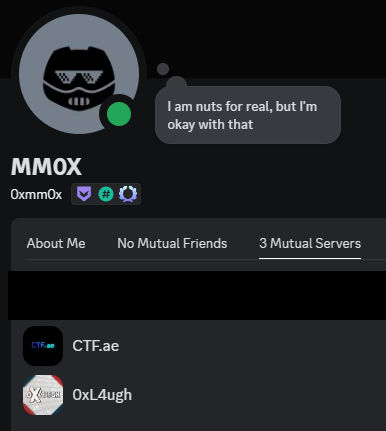 I am nuts for real, but I'm
okay with that
MM0X
0xmm0x #
About Me No Mutual Friends 3 Mutual Servers
CTF.ae CTF.ae
0XL4UGH 0xL4ugh